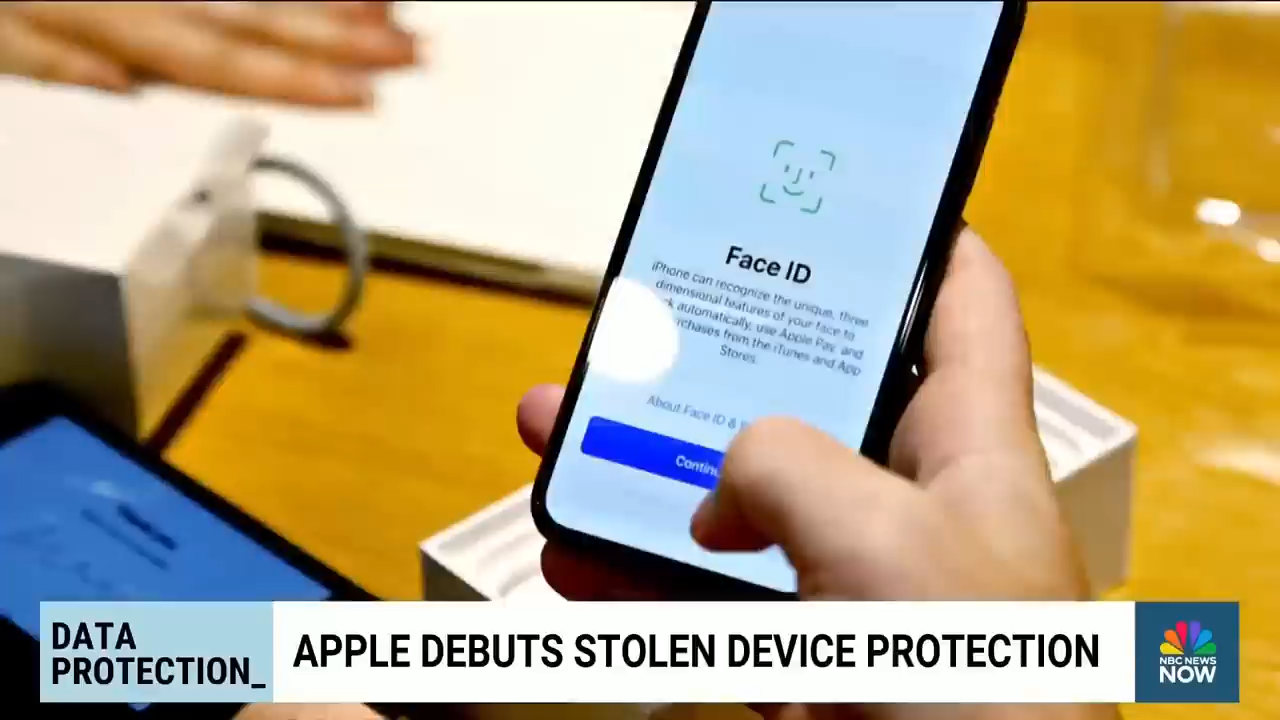 Face ID
iPhone can recognize the unique, three
dimensional features of your face to
automatically, use Apple Pay, and
from the iTunes and App
Stores.
About Face ID &
DATA
PROTECTION_
APPLE DEBUTS STOLEN DEVICE PROTECTION
NBC NEWS
NOW